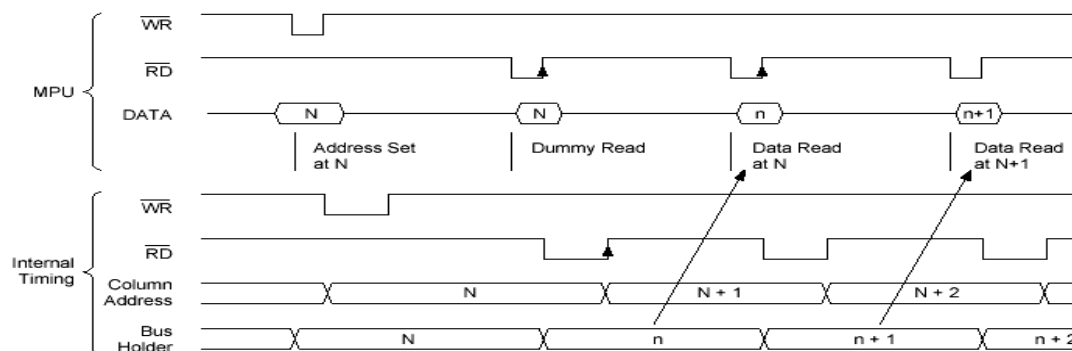 WR
MPU
RD
DATA N N n n+1
Address Set at N
Dummy Read
Data Read at N
Data Read at N+1
Internal Timing
WR
RD
Column Address N N + 1 N + 2
Bus Holder N n n + 1 n + 2